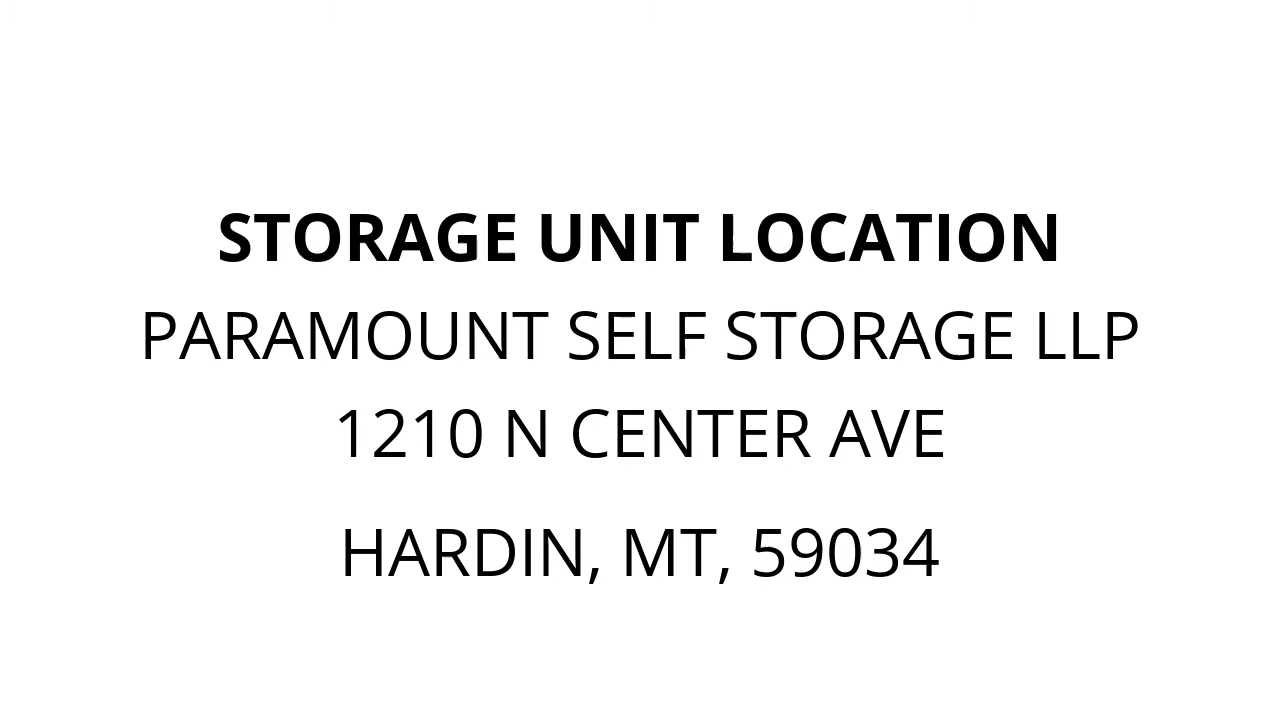 STORAGE UNIT LOCATION
PARAMOUNT SELF STORAGE LLP
1210 N CENTER AVE
HARDIN, MT, 59034